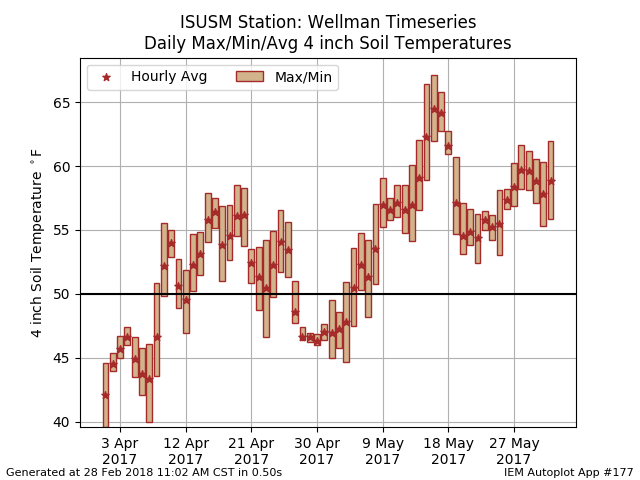 ISUSM Station: Wellman Timeseries
Daily Max/Min/Avg 4 inch Soil Temperatures
Hourly Avg
Max/Min
4 inch Soil Temperature °F
65
60
55
50
45
40
3 Apr
2017
12 Apr
2017
21 Apr
2017
30 Apr
2017
9 May
2017
18 May
2017
27 May
2017
Generated at 28 Feb 2018 11:02 AM CST in 0.50s
IEM Autoplot App #177